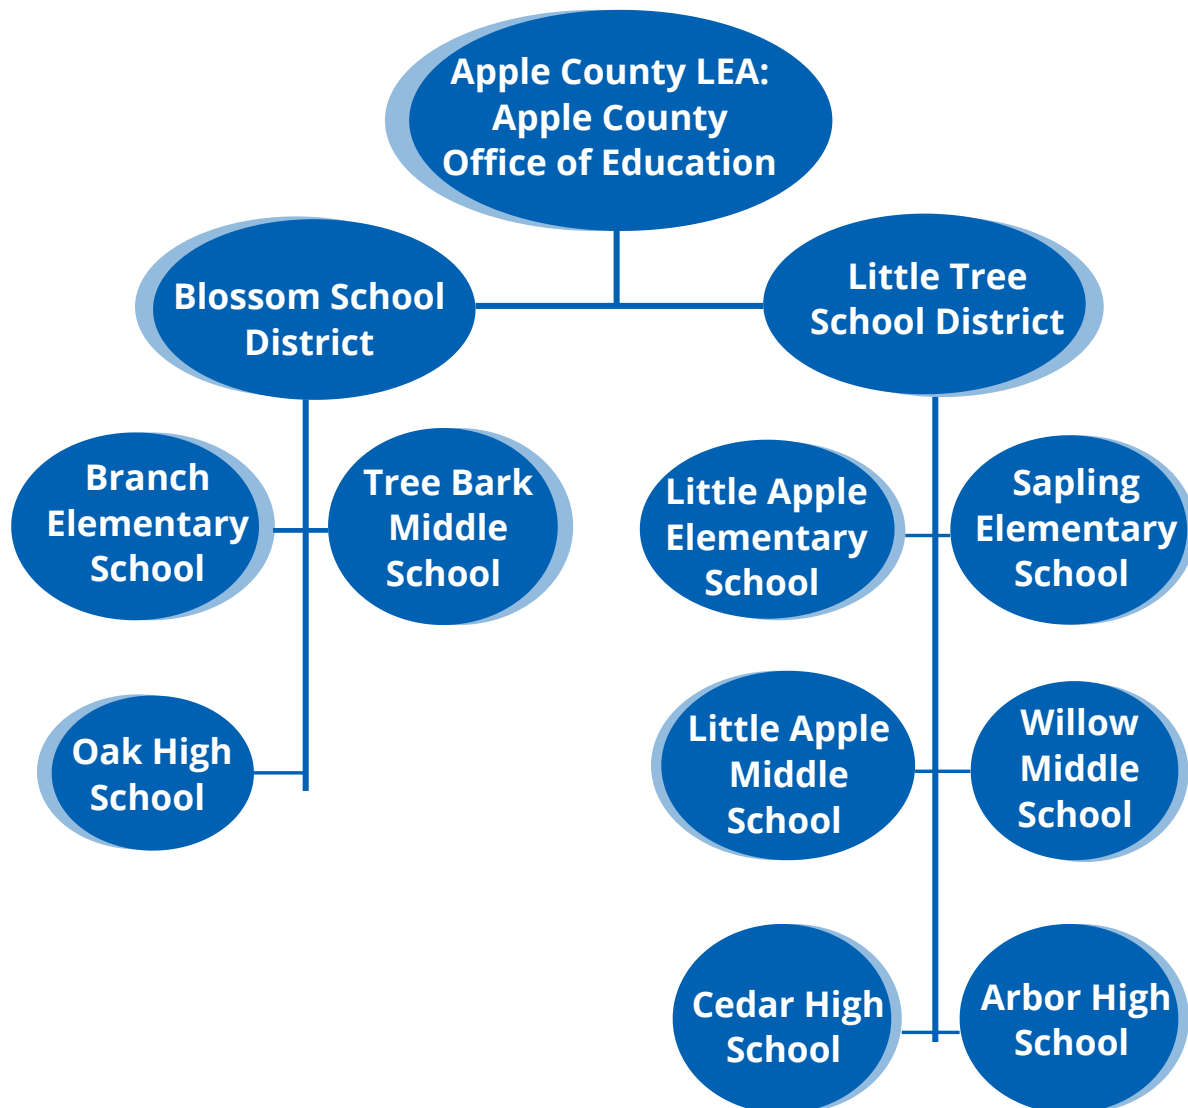 Apple County LEA:
Apple County
Office of Education
Blossom School
District
Little Tree
School District
Branch
Elementary
School
Tree Bark
Middle
School
Little Apple
Elementary
School
Sapling
Elementary
School
Oak High
School
Little Apple
Middle
School
Willow
Middle
School
Cedar High
School
Arbor High
School